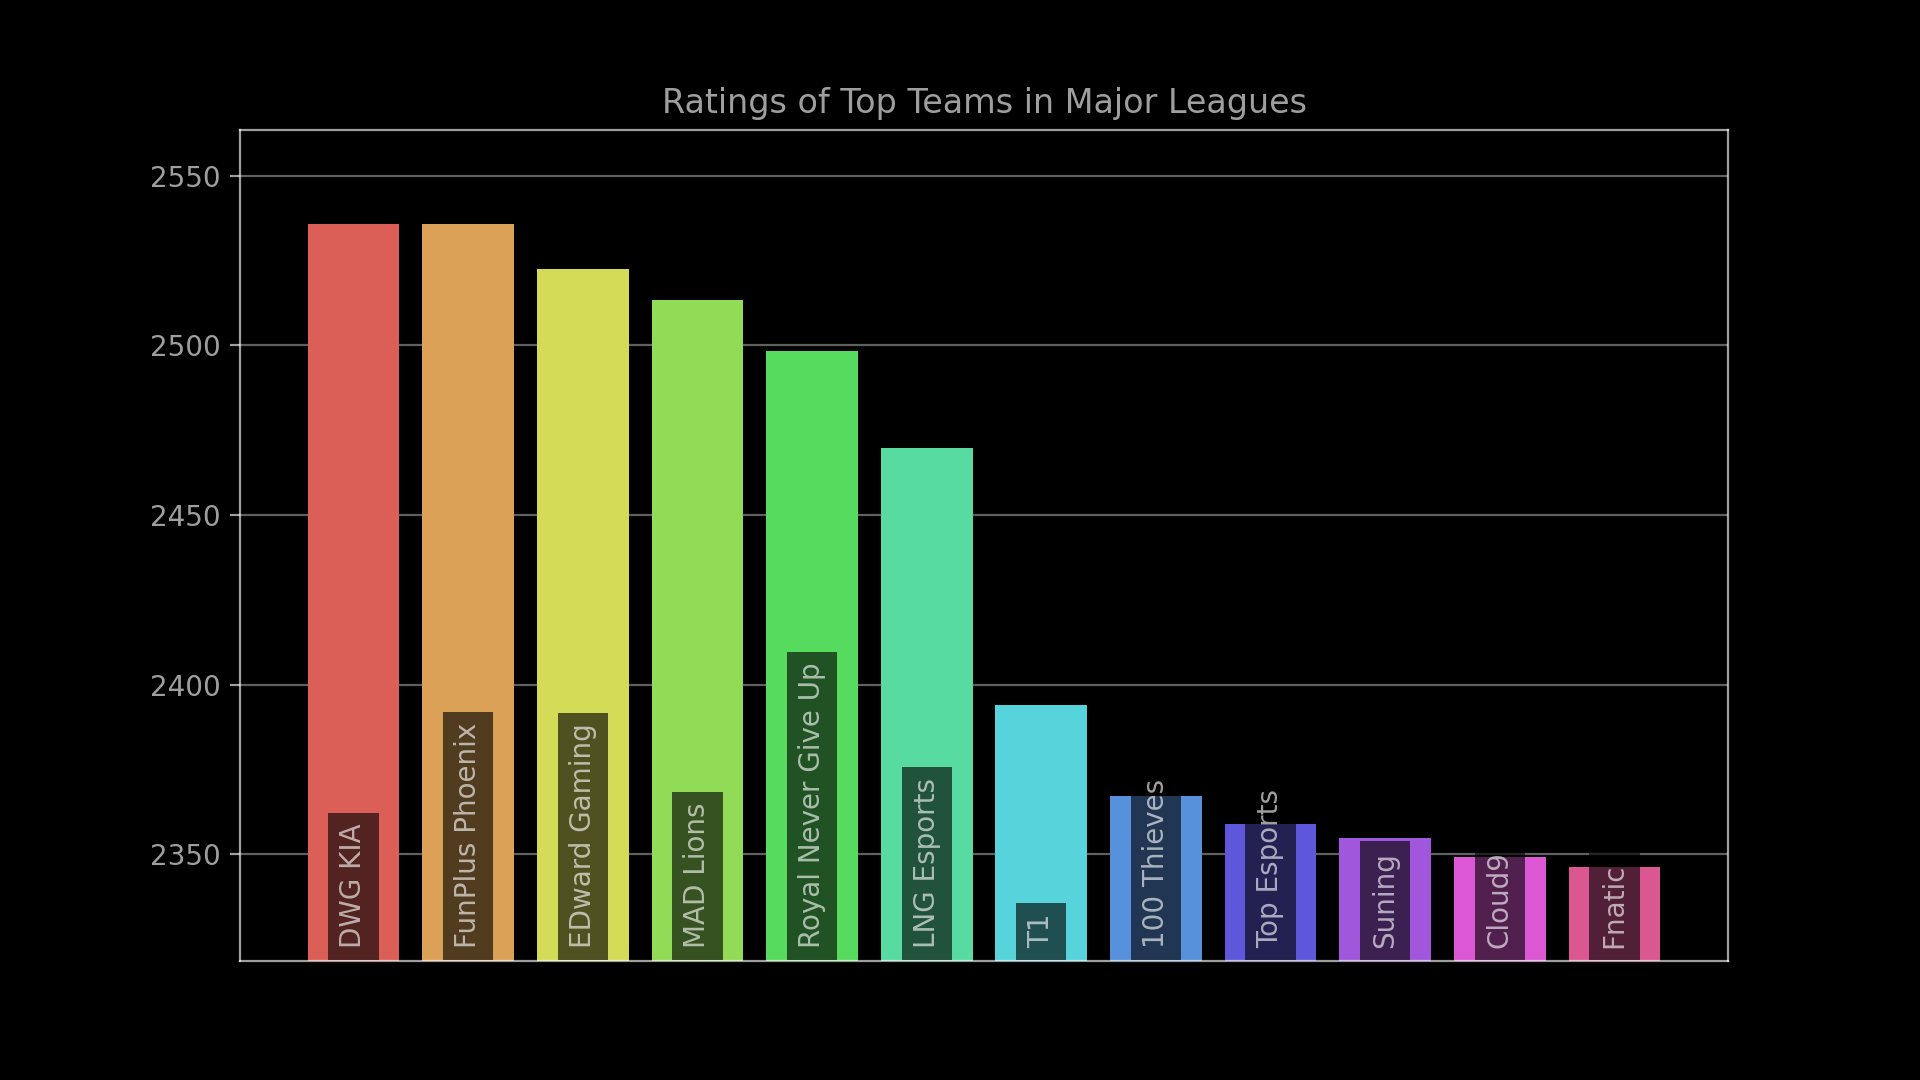 Ratings of Top Teams in Major Leagues
2550
2500
2450
2400
2350
DWG KIA
FunPlus Phoenix
EDward Gaming
MAD Lions
Royal Never Give Up
LNG Esports
T1
100 Thieves
Top Esports
Suning
Cloud9
Fnatic